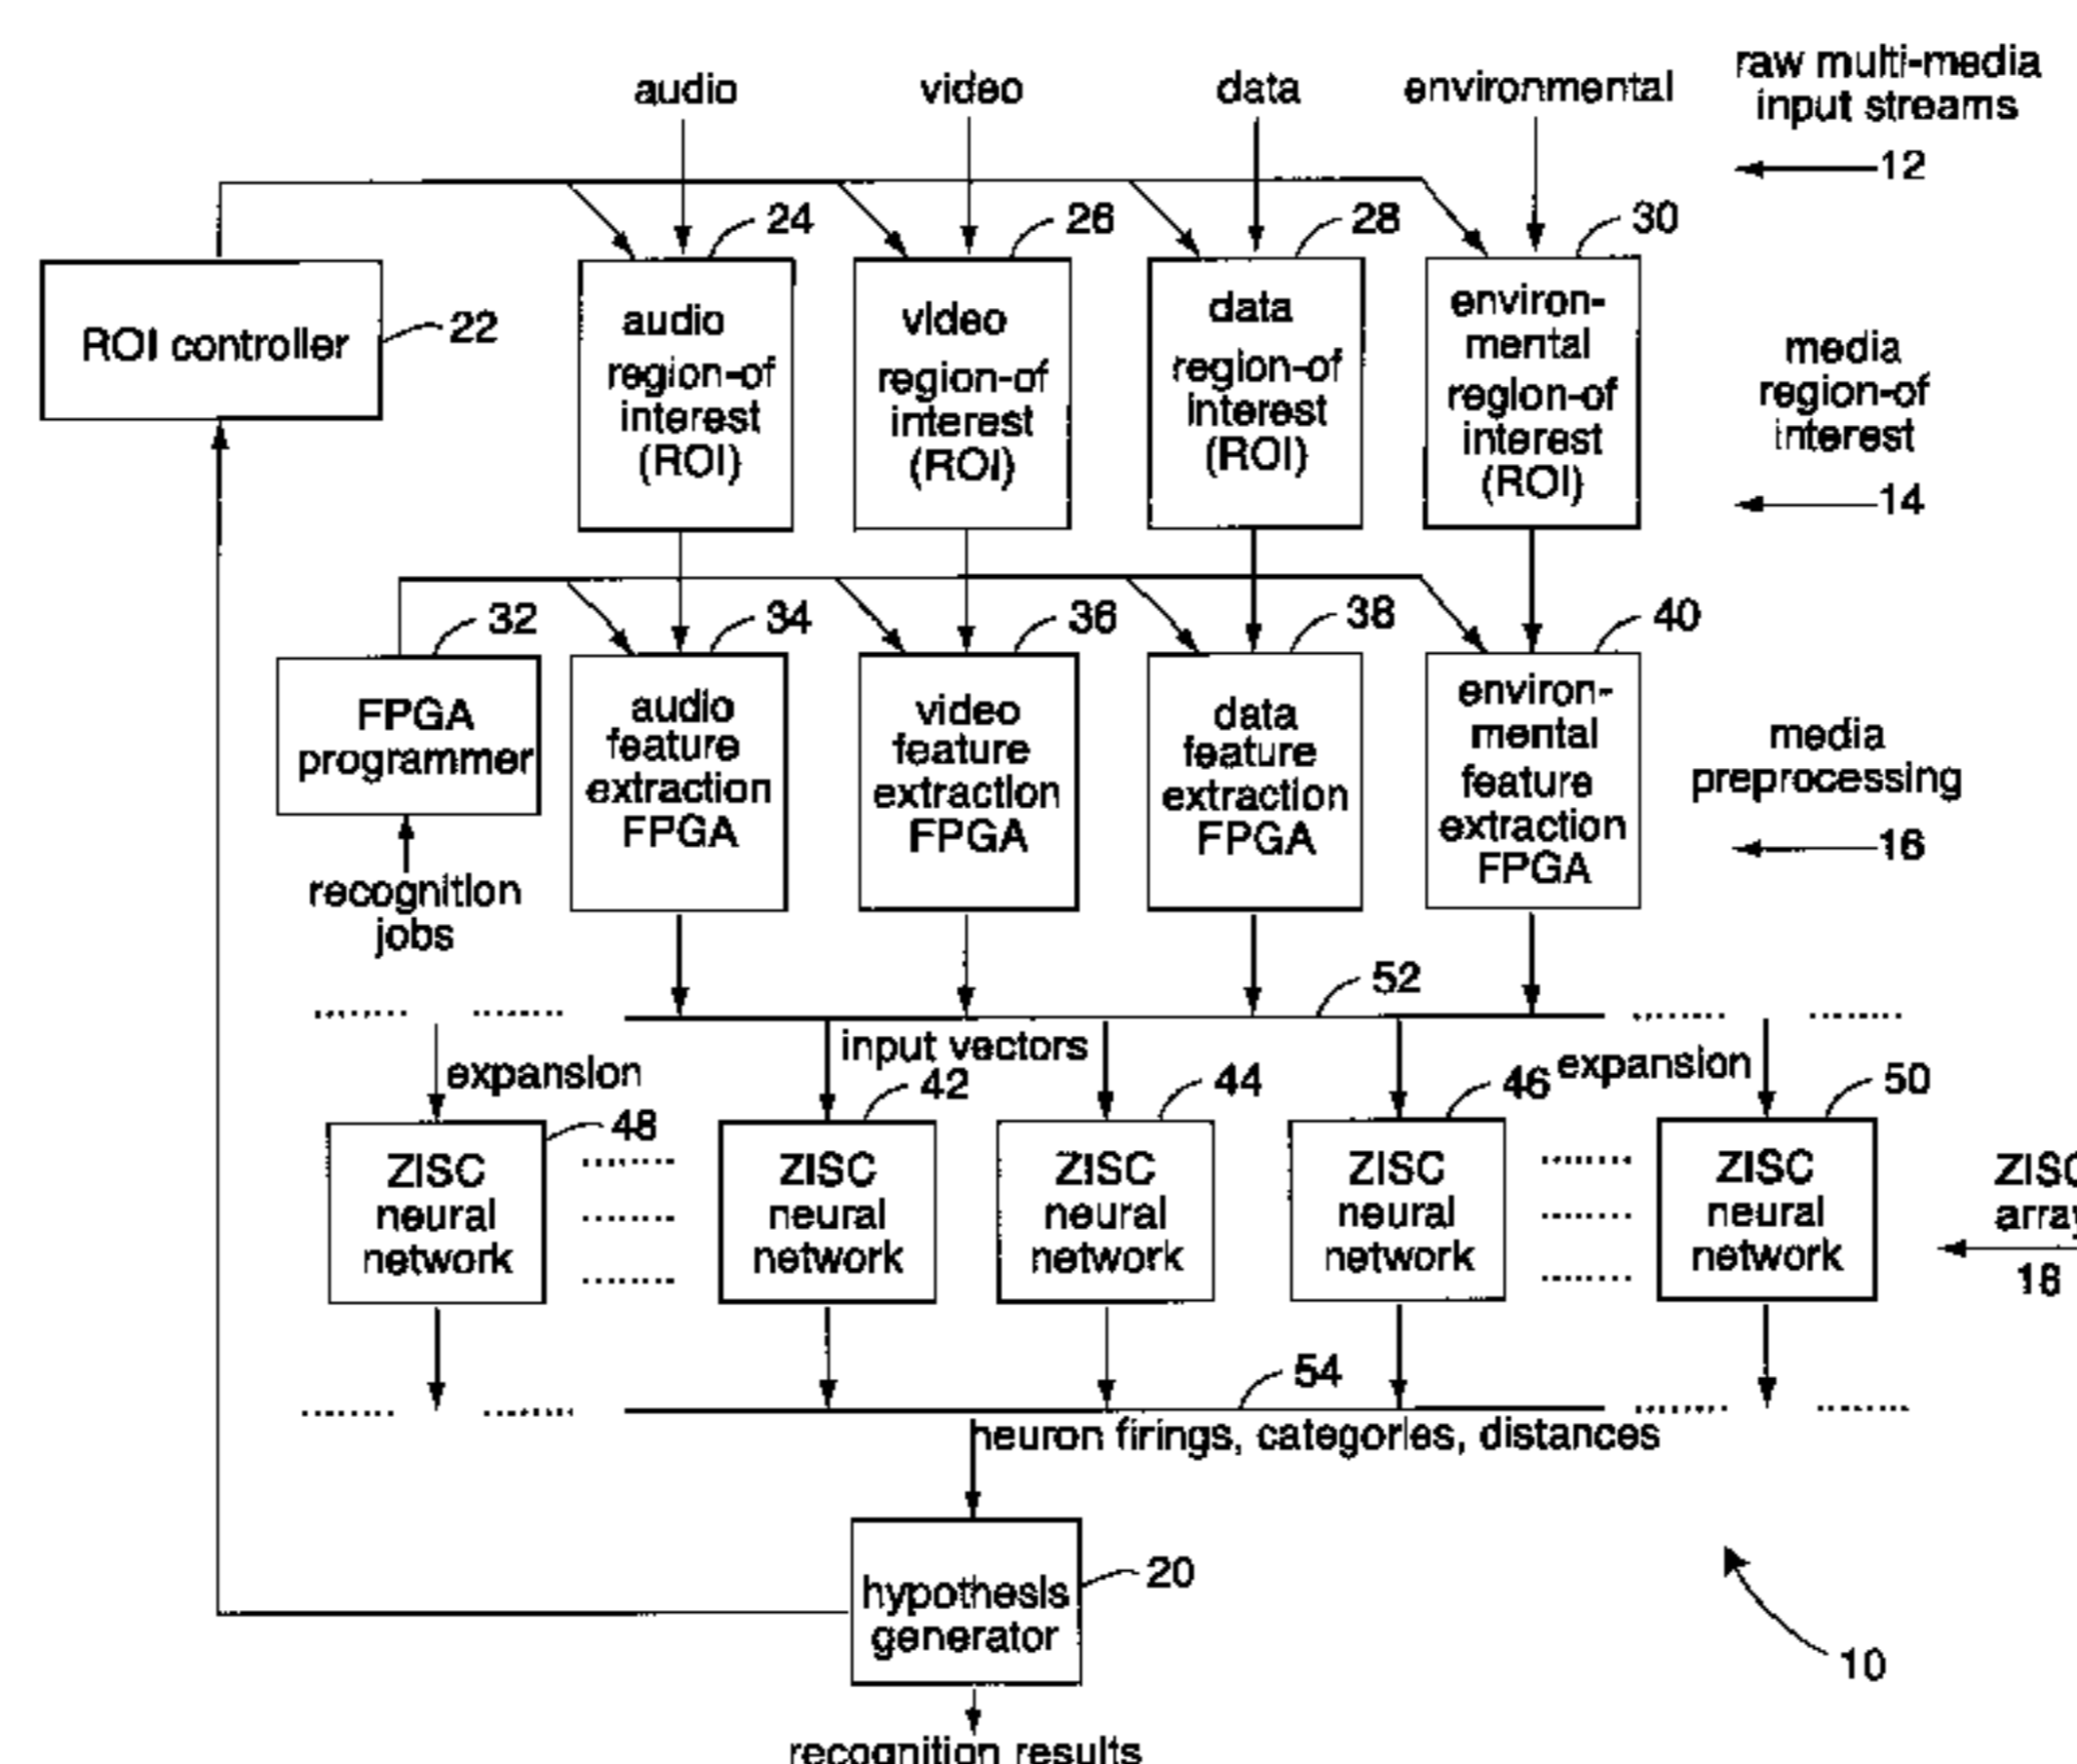 audio
video
data
environmental
raw multi-media
input streams
12
24
26
28
30
ROI controller
22
audio
region-of
interest
(ROI)
video
region-of
interest
(ROI)
data
region-of
interest
(ROI)
environ-
mental
region-of
interest
(ROI)
media
region-of
interest
14
32
34
36
38
40
FPGA
programmer
audio
feature
extraction
FPGA
video
feature
extraction
FPGA
data
feature
extraction
FPGA
environ-
mental
feature
extraction
FPGA
media
preprocessing
16
recognition
jobs
52
input vectors
expansion
expansion
48
42
44
46
50
ZISC
neural
network
ZISC
neural
network
ZISC
neural
network
ZISC
neural
network
ZISC
neural
network
ZISC
array
18
54
neuron firings, categories, distances
hypothesis
generator
20
10
recognition results